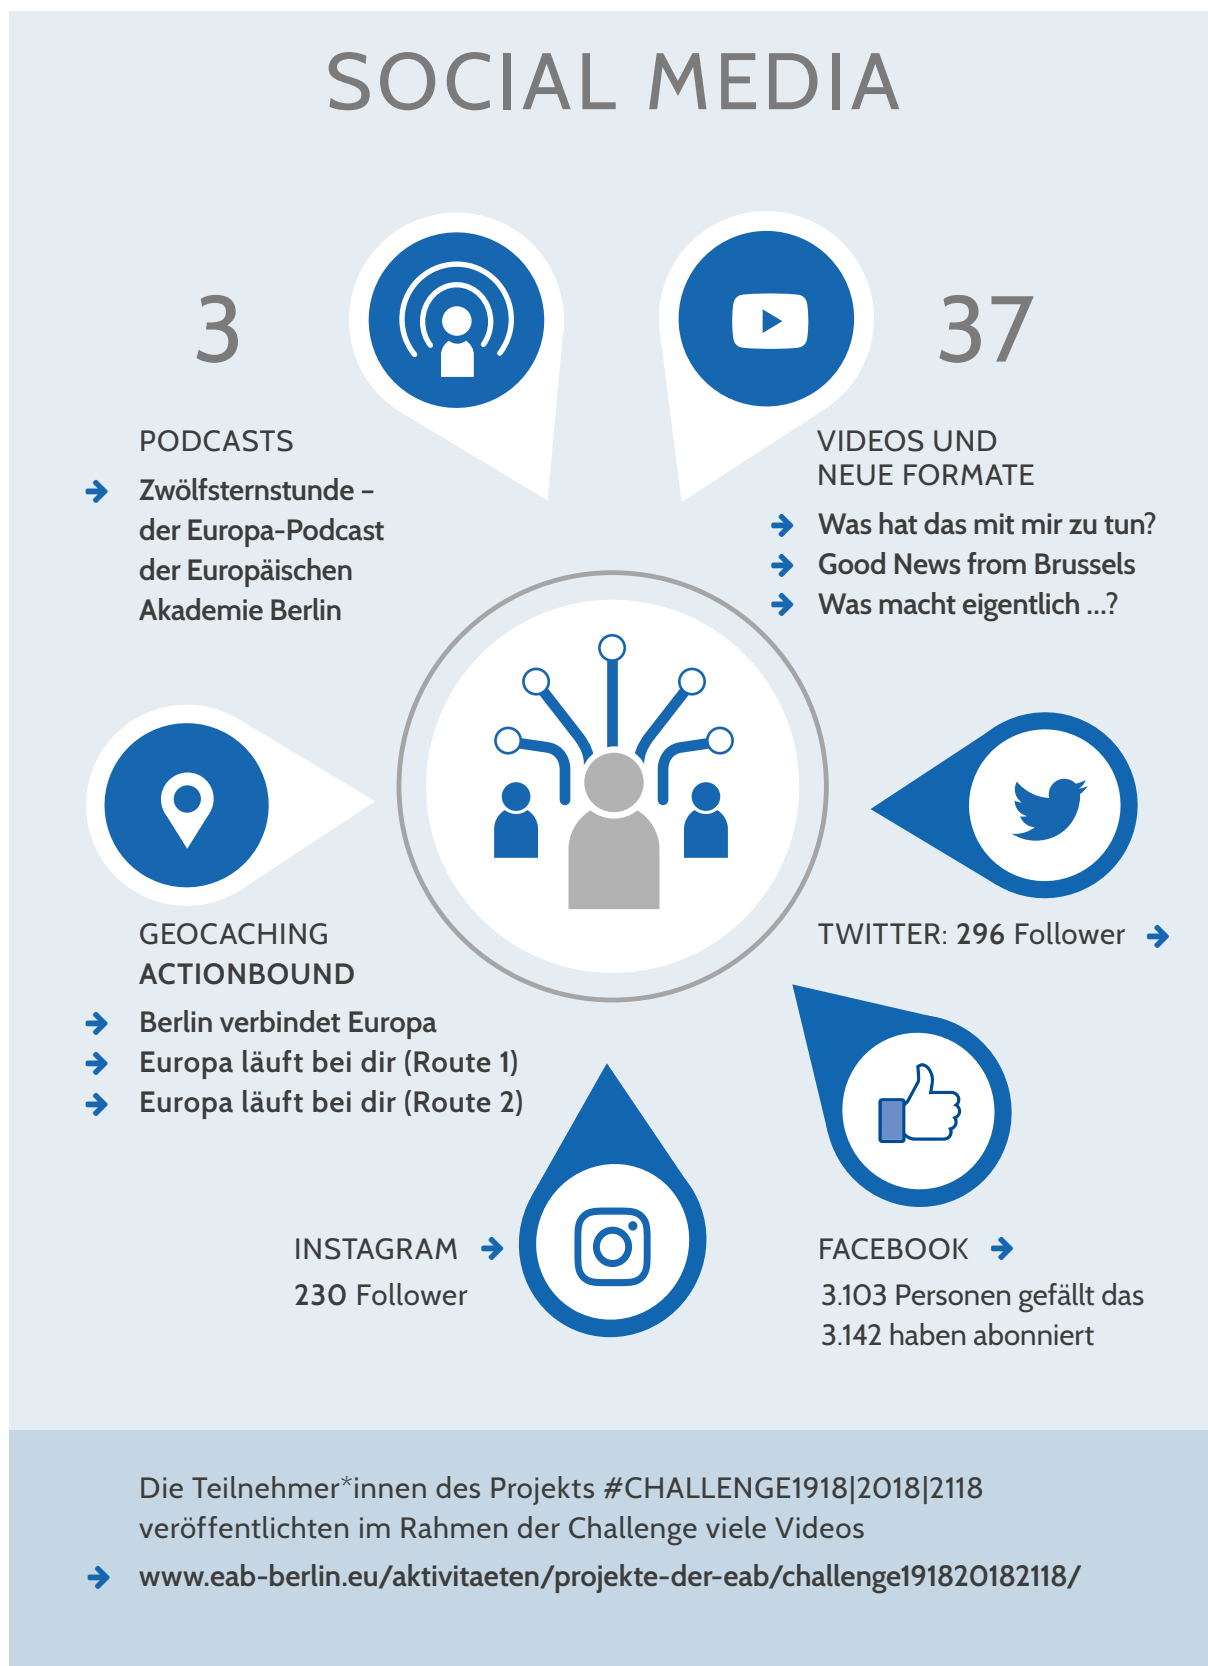 SOCIAL MEDIA
3
PODCASTS
Zwölfsternstunde –
der Europa-Podcast
der Europäischen
Akademie Berlin
37
VIDEOS UND
NEUE FORMATE
Was hat das mit mir zu tun?
Good News from Brussels
Was macht eigentlich ...?
GEOCACHING
ACTIONBOUND
Berlin verbindet Europa
Europa läuft bei dir (Route 1)
Europa läuft bei dir (Route 2)
TWITTER: 296 Follower
INSTAGRAM
230 Follower
FACEBOOK
3.103 Personen gefällt das
3.142 haben abonniert
Die Teilnehmer*innen des Projekts #CHALLENGE1918|2018|2118
veröffentlichten im Rahmen der Challenge viele Videos
www.eab-berlin.eu/aktivitaeten/projekte-der-eab/challenge191820182118/